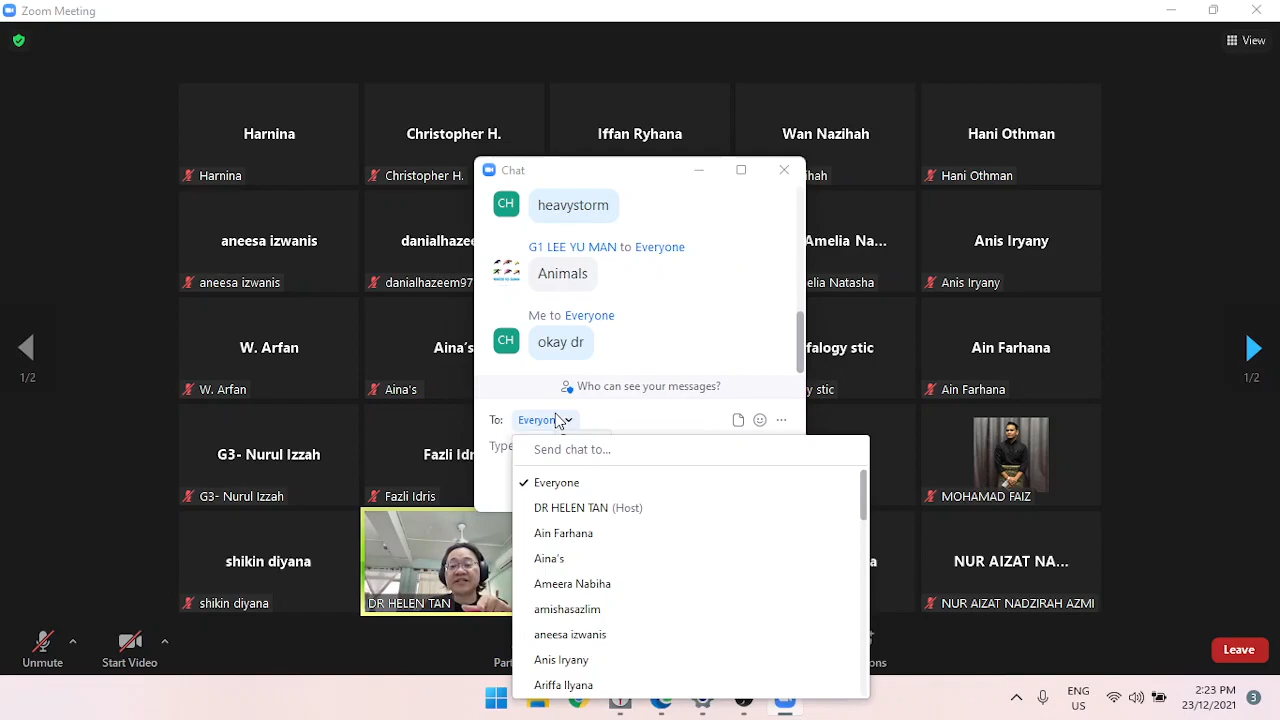 Zoom Meeting
View
Harnina
Christopher H.
Iffan Ryhana
Wan Nazihah
Hani Othman
Harnina
Christopher H.
Hani Othman
Chat
CH
heavystorm
G1 LEE YU MAN to Everyone
Animals
Me to Everyone
CH
okay dr
Who can see your messages?
To:
Everyone
Type
aneesa izwanis
Amelia Na...
Anis Iryany
aneesa izwanis
danialhazeem97
Anis Iryany
W. Arfan
Aina's
Ain Farhana
W. Arfan
Aina's
Ain Farhana
1/2
1/2
G3- Nurul Izzah
Fazli Idr
G3- Nurul Izzah
Fazli Idris
MOHAMAD FAIZ
shikin diyana
NUR AIZAT NA...
shikin diyana
DR HELEN TAN
NUR AIZAT NADZIRAH AZMI
Send chat to...
Everyone
DR HELEN TAN (Host)
Ain Farhana
Aina's
Ameera Nabiha
amishasazlim
aneesa izwanis
Anis Iryany
Ariffa Ilyana
Unmute
Start Video
Leave
ENG
US
2:23 PM
23/12/2021
3